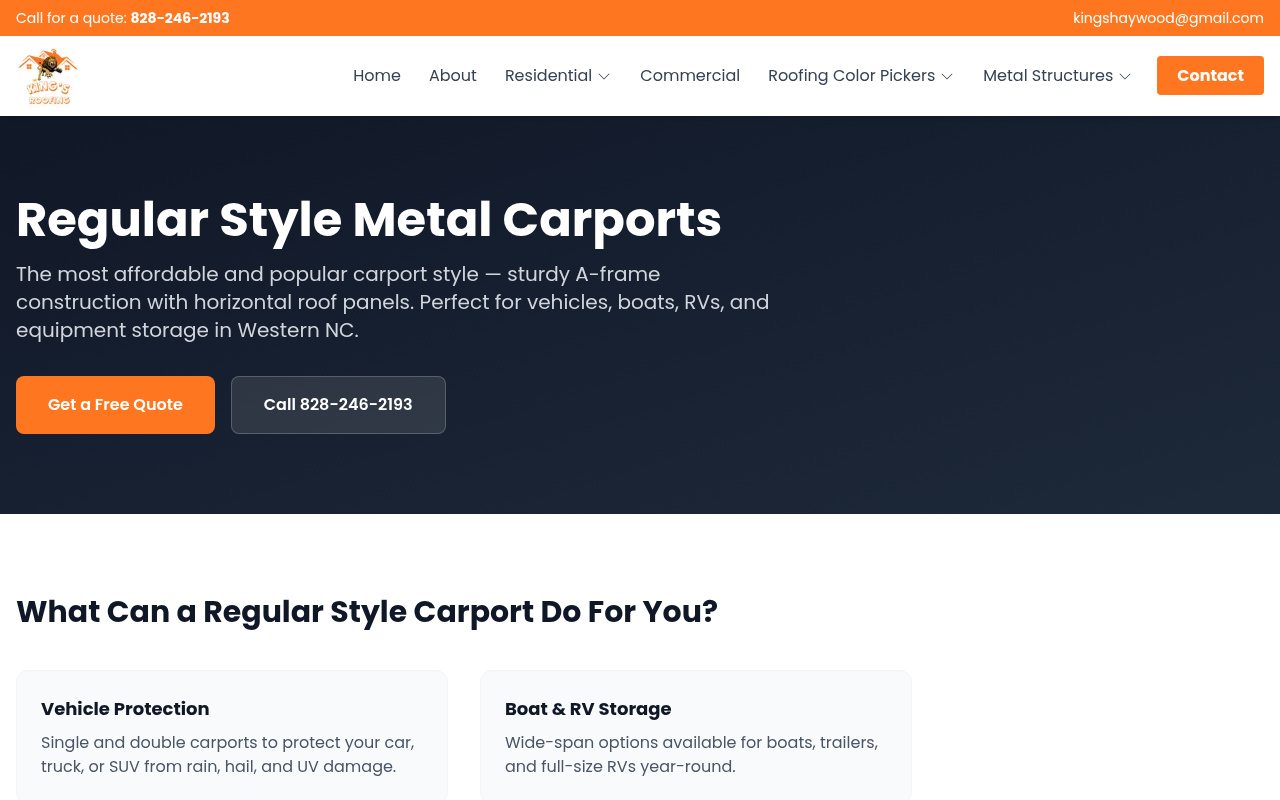 Call for a quote: 828-246-2193
kingshaywood@gmail.com
KING'S
ROOFING
Home
About
Residential
Commercial
Roofing Color Pickers
Metal Structures
Contact
Regular Style Metal Carports
The most affordable and popular carport style — sturdy A-frame
construction with horizontal roof panels. Perfect for vehicles, boats, RVs, and
equipment storage in Western NC.
Get a Free Quote
Call 828-246-2193
What Can a Regular Style Carport Do For You?
Vehicle Protection
Single and double carports to protect your car,
truck, or SUV from rain, hail, and UV damage.
Boat & RV Storage
Wide-span options available for boats, trailers,
and full-size RVs year-round.